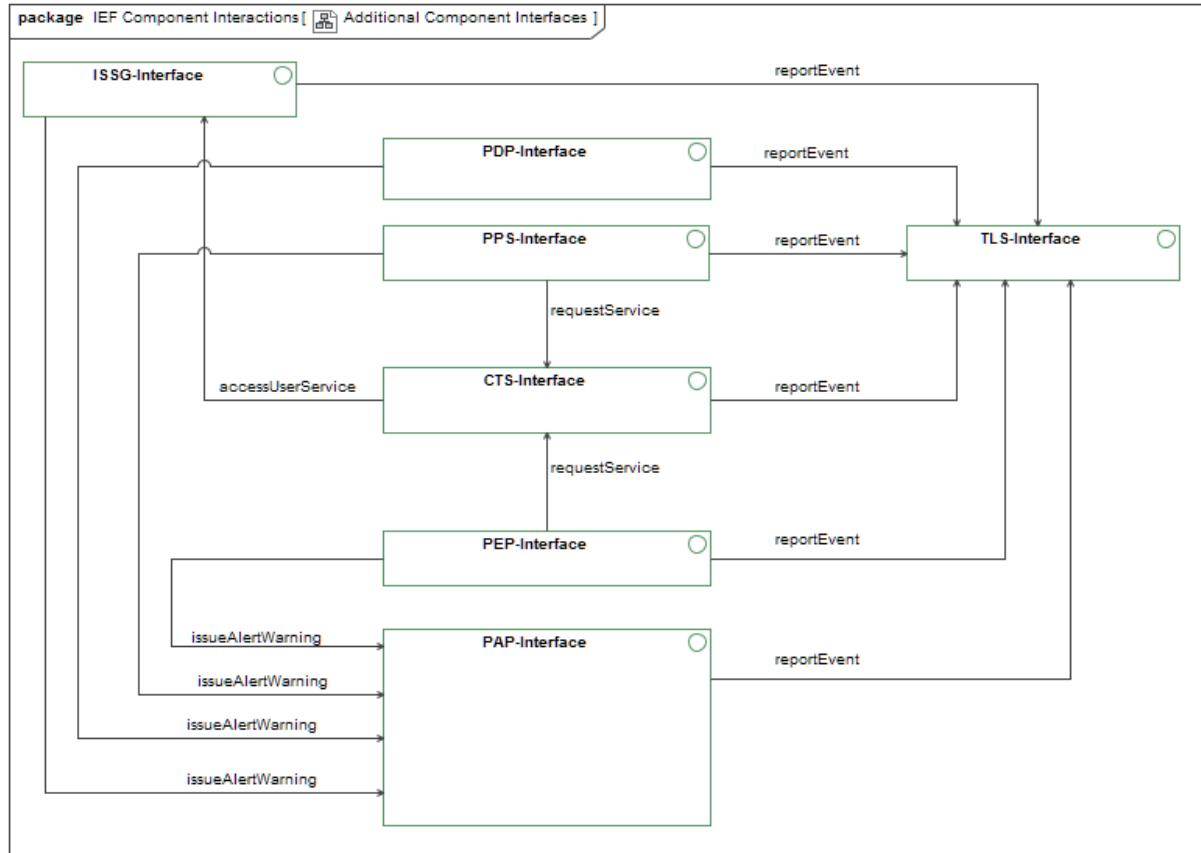 package IEF Component Interactions[ Additional Component Interfaces ]
ISSG-Interface
reportEvent
PDP-Interface
reportEvent
PPS-Interface
reportEvent
TLS-Interface
requestService
CTS-Interface
accessUserService
reportEvent
requestService
PEP-Interface
reportEvent
issueAlertWarning
PAP-Interface
reportEvent
issueAlertWarning
issueAlertWarning
issueAlertWarning